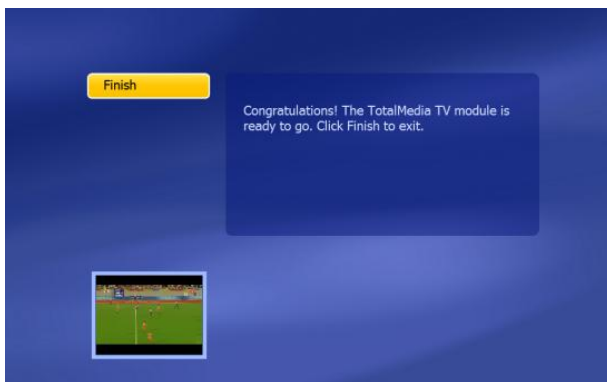 Finish
Congratulations! The TotalMedia TV module is
ready to go. Click Finish to exit.